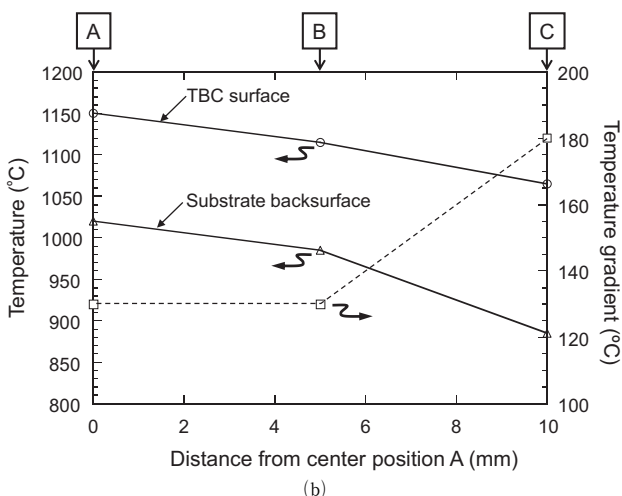 A B C
1200 200
TBC surface
1150
180
1100
1050
160
Substrate backsurface
1000
950
140
900
120
850
800 100
0 2 4 6 8 10
Temperature (°C)
Temperature gradient (°C)
Distance from center position A (mm)
(b)